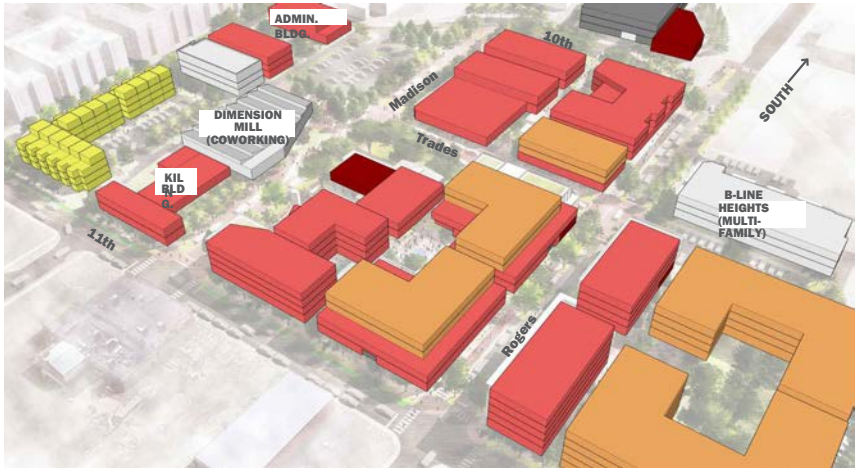 ADMIN.
BLDG.
10th
Madison
SOUTH
DIMENSION
MILL
(COWORKING)
Trades
KIL
BLD
N
G.
B-LINE
HEIGHTS
(MULTI-
FAMILY)
11th
Rogers